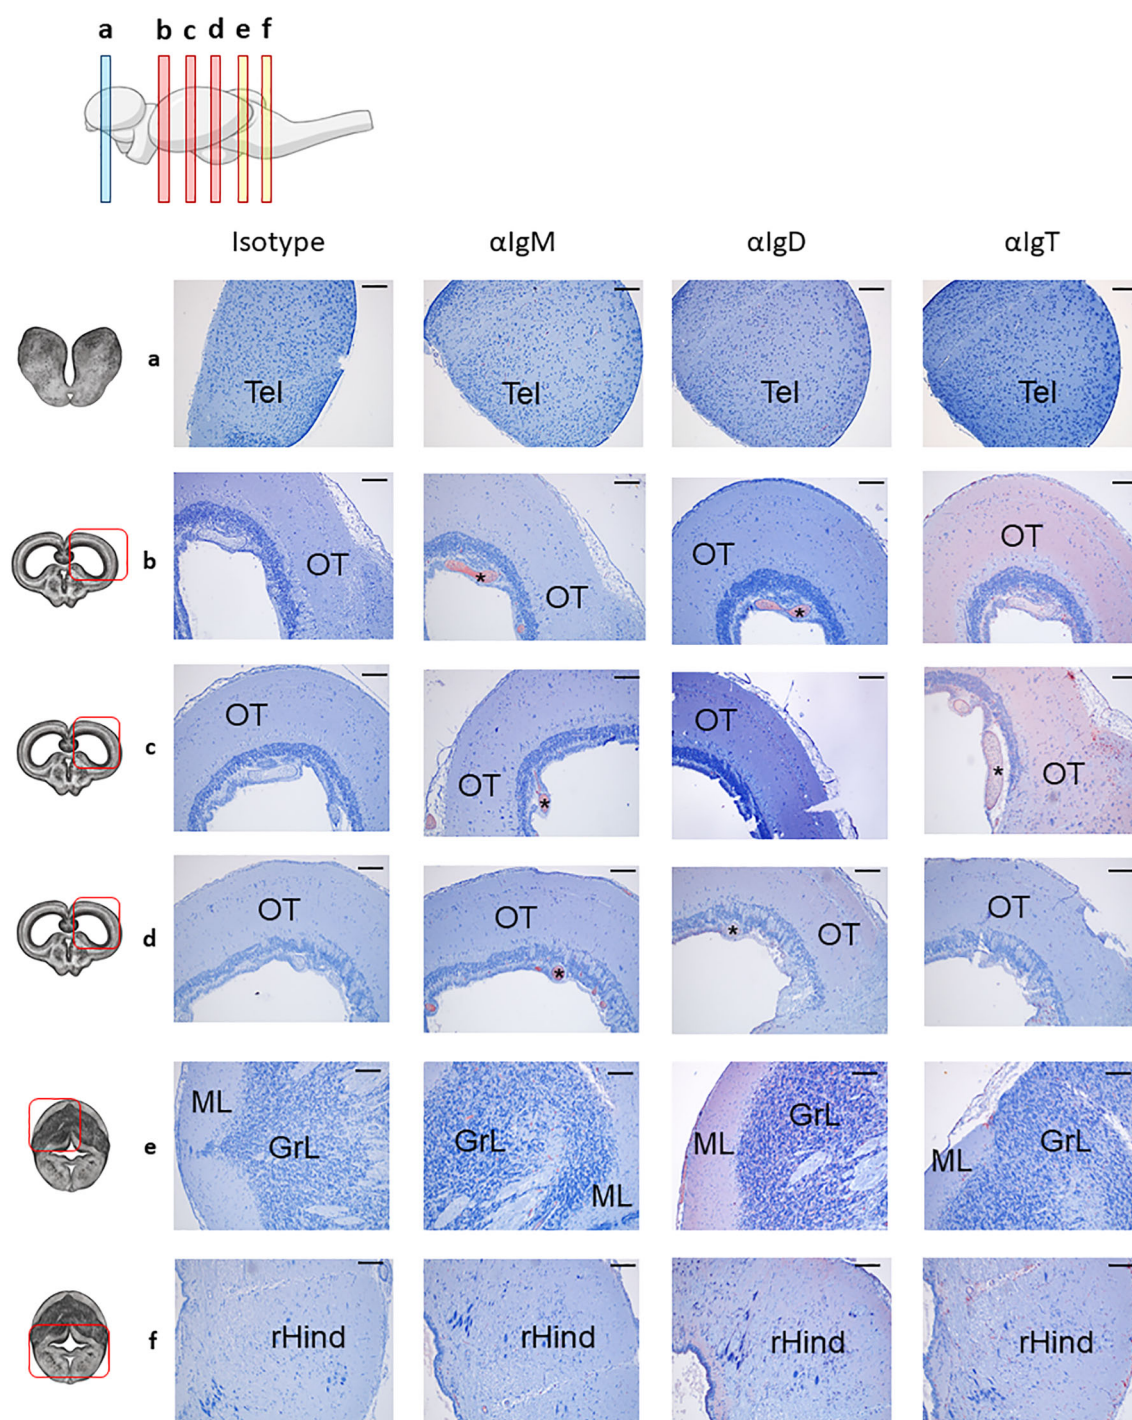 a b c d e f
Isotype αIgM αIgD αIgT
a Tel Tel Tel Tel
b OT OT OT OT
* *
c OT OT OT OT
* *
d OT OT OT OT
* *
e ML GrL GrL ML ML GrL ML GrL
f rHind rHind rHind rHind